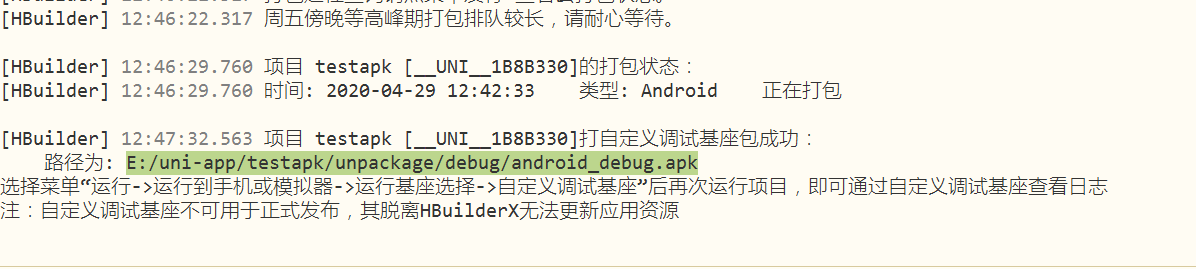 [HBuilder] 12:46:22.317 周五傍晚等高峰期打包排队较长，请耐心等待。
[HBuilder] 12:46:29.760 项目 testapk [__UNI__1B8B330]的打包状态：
[HBuilder] 12:46:29.760 时间: 2020-04-29 12:42:33    类型: Android    正在打包
[HBuilder] 12:47:32.563 项目 testapk [__UNI__1B8B330]打自定义调试基座包成功：
路径为: E:/uni-app/testapk/unpackage/debug/android_debug.apk
选择菜单“运行->运行到手机或模拟器->运行基座选择->自定义调试基座”后再次运行项目，即可通过自定义调试基座查看日志
注：自定义调试基座不可用于正式发布，其脱离HBuilderX无法更新应用资源